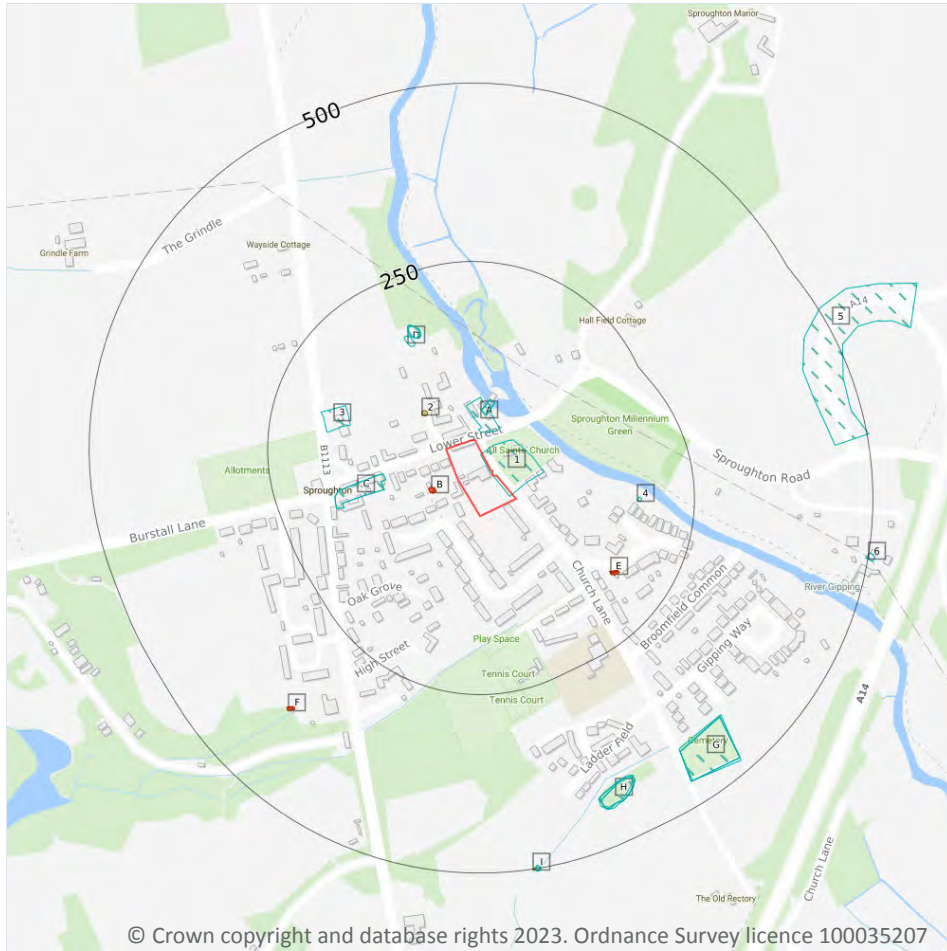 Sproughton Manor
500
The Grindle
Grindle Farm
Wayside Cottage
250
A14
5
Hall Field Cottage
D
3
2
A
Sproughton Millennium
Green
Lower Street
All Saints Church
1
B1113
Allotments
Sproughton Road
C
Sproughton
B
4
Burstall Lane
6
E
River Gipping
Oak Grove
Church Lane
Broomfield Common
Play Space
Gipping Way
High Street
Tennis Court
Tennis Court
F
A14
Cemetery
G
Ladder Field
H
I
Church Lane
The Old Rectory
© Crown copyright and database rights 2023. Ordnance Survey licence 100035207